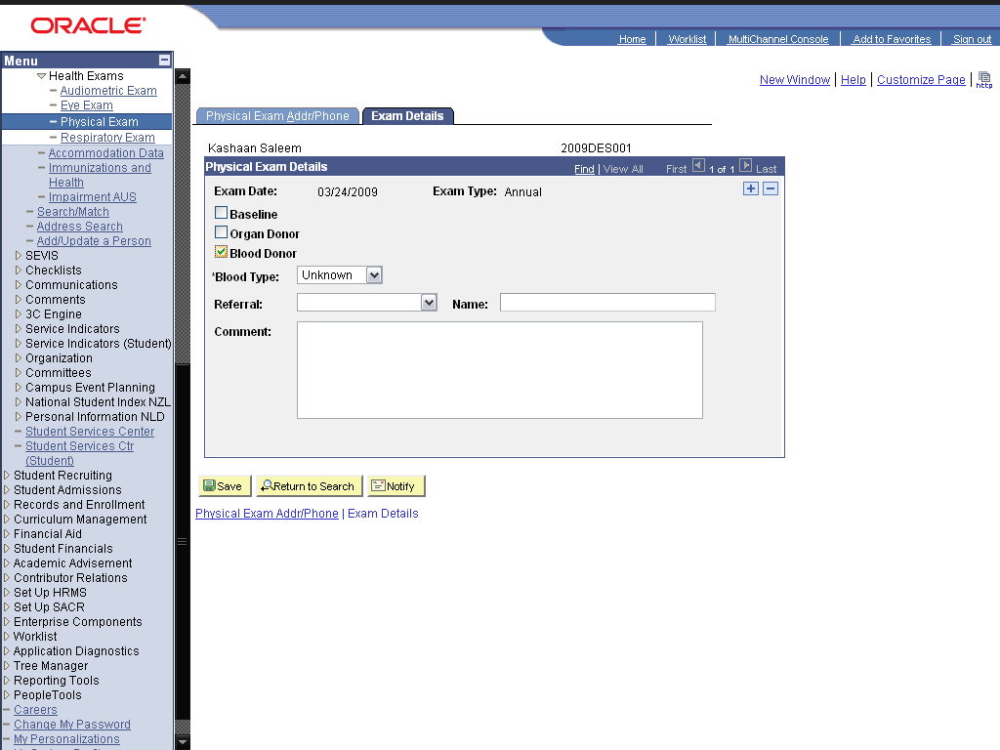 ORACLE
Home Worklist MultiChannel Console Add to Favorites Sign out
Menu
Health Exams
Audiometric Exam
Eye Exam
Physical Exam
Respiratory Exam
Accommodation Data
Immunizations and
Health
Impairment AUS
Search/Match
Address Search
Add/Update a Person
SEVIS
Checklists
Communications
Comments
3C Engine
Service Indicators
Service Indicators (Student)
Organization
Committees
Campus Event Planning
National Student Index NZL
Personal Information NLD
Student Services Center
Student Services Ctr
(Student)
Student Recruiting
Student Admissions
Records and Enrollment
Curriculum Management
Financial Aid
Student Financials
Academic Advisement
Contributor Relations
Set Up HRMS
Set Up SACR
Enterprise Components
Worklist
Application Diagnostics
Tree Manager
Reporting Tools
PeopleTools
Careers
Change My Password
My Personalizations
New Window | Help | Customize Page | http
Physical Exam Addr/Phone Exam Details
Kashaan Saleem 2009DES001
Physical Exam Details Find | View All First 1 of 1 Last
Exam Date: 03/24/2009 Exam Type: Annual
Baseline
Organ Donor
Blood Donor
*Blood Type: Unknown
Referral: Name:
Comment:
Save Return to Search Notify
Physical Exam Addr/Phone | Exam Details